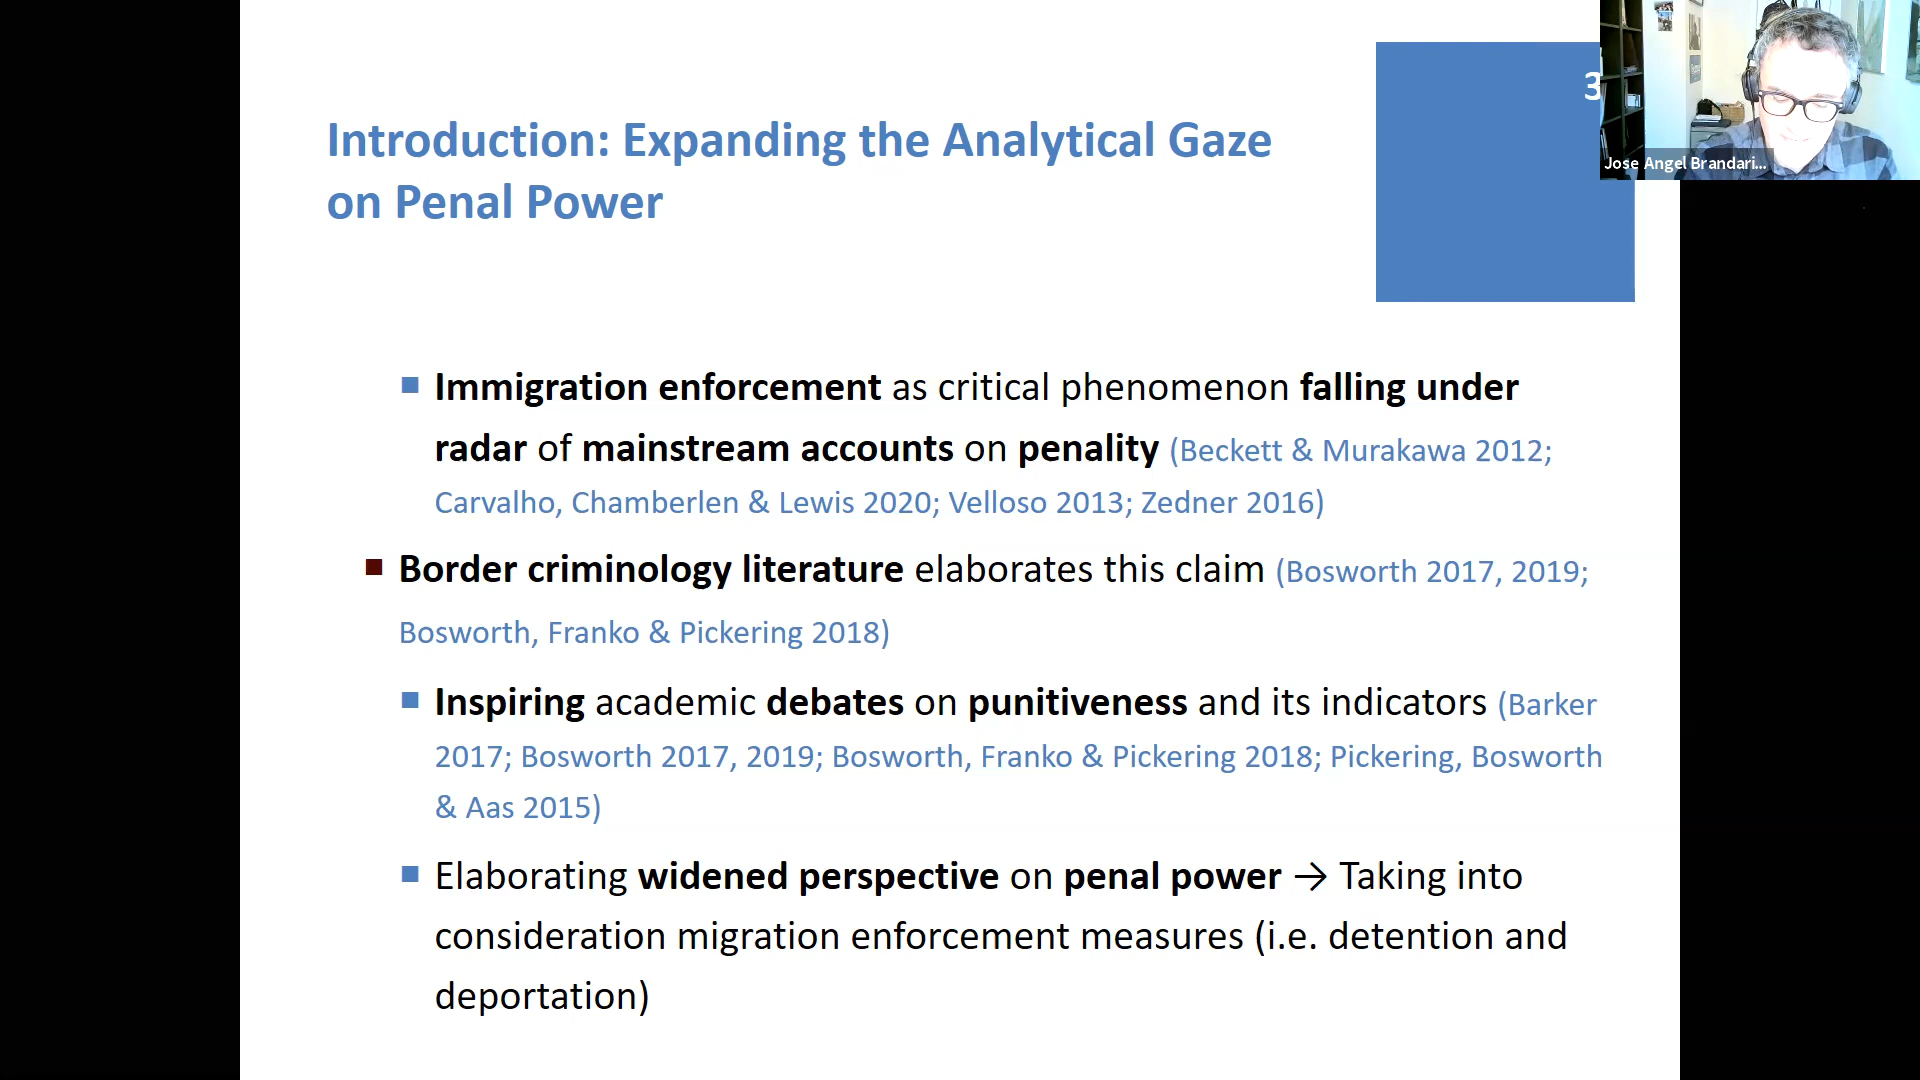 3
Jose Angel Brandari...
Introduction: Expanding the Analytical Gaze
on Penal Power
Immigration enforcement as critical phenomenon falling under
radar of mainstream accounts on penality (Beckett & Murakawa 2012;
Carvalho, Chamberlen & Lewis 2020; Velloso 2013; Zedner 2016)
Border criminology literature elaborates this claim (Bosworth 2017, 2019;
Bosworth, Franko & Pickering 2018)
Inspiring academic debates on punitiveness and its indicators (Barker
2017; Bosworth 2017, 2019; Bosworth, Franko & Pickering 2018; Pickering, Bosworth
& Aas 2015)
Elaborating widened perspective on penal power → Taking into
consideration migration enforcement measures (i.e. detention and
deportation)